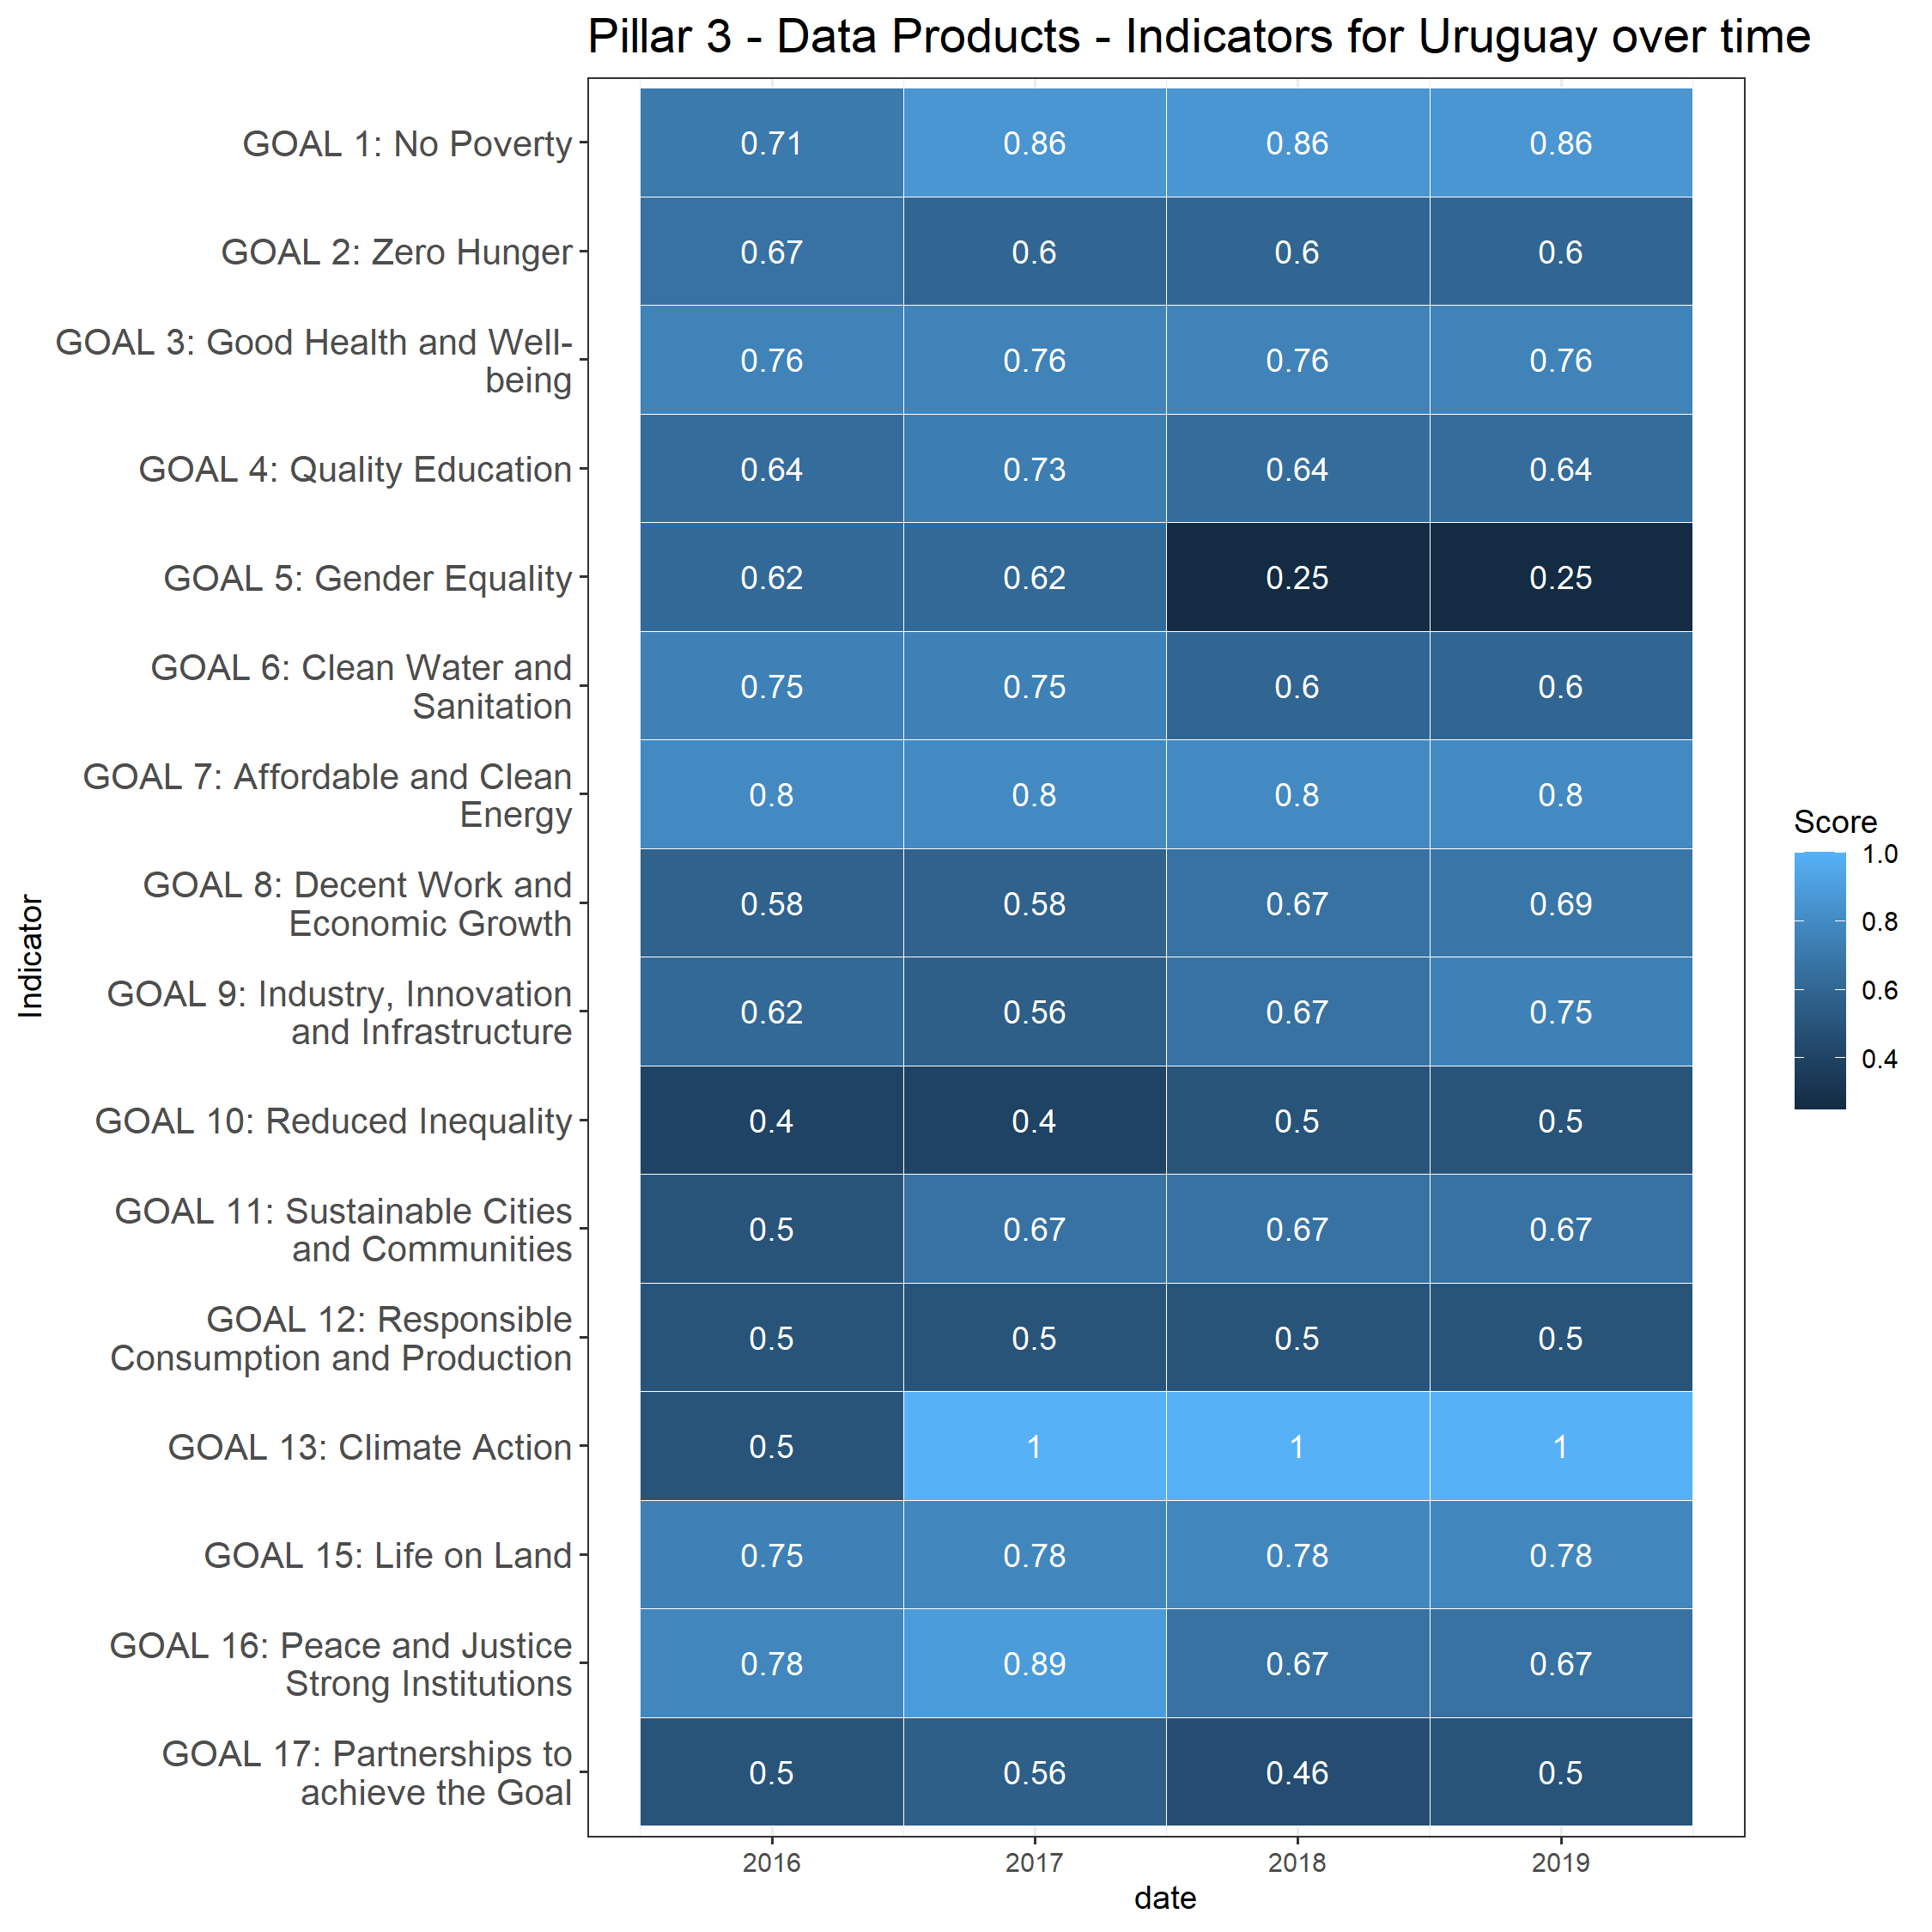 Pillar 3 - Data Products - Indicators for Uruguay over time
GOAL 1: No Poverty
0.71 0.86 0.86 0.86
GOAL 2: Zero Hunger
0.67 0.6 0.6 0.6
GOAL 3: Good Health and Well-
being
0.76 0.76 0.76 0.76
GOAL 4: Quality Education
0.64 0.73 0.64 0.64
GOAL 5: Gender Equality
0.62 0.62 0.25 0.25
GOAL 6: Clean Water and
Sanitation
0.75 0.75 0.6 0.6
GOAL 7: Affordable and Clean
Energy
0.8 0.8 0.8 0.8
GOAL 8: Decent Work and
Economic Growth
0.58 0.58 0.67 0.69
GOAL 9: Industry, Innovation
and Infrastructure
0.62 0.56 0.67 0.75
GOAL 10: Reduced Inequality
0.4 0.4 0.5 0.5
GOAL 11: Sustainable Cities
and Communities
0.5 0.67 0.67 0.67
GOAL 12: Responsible
Consumption and Production
0.5 0.5 0.5 0.5
GOAL 13: Climate Action
0.5 1 1 1
GOAL 15: Life on Land
0.75 0.78 0.78 0.78
GOAL 16: Peace and Justice
Strong Institutions
0.78 0.89 0.67 0.67
GOAL 17: Partnerships to
achieve the Goal
0.5 0.56 0.46 0.5
2016 2017 2018 2019
date
Indicator
Score
1.0
0.8
0.6
0.4